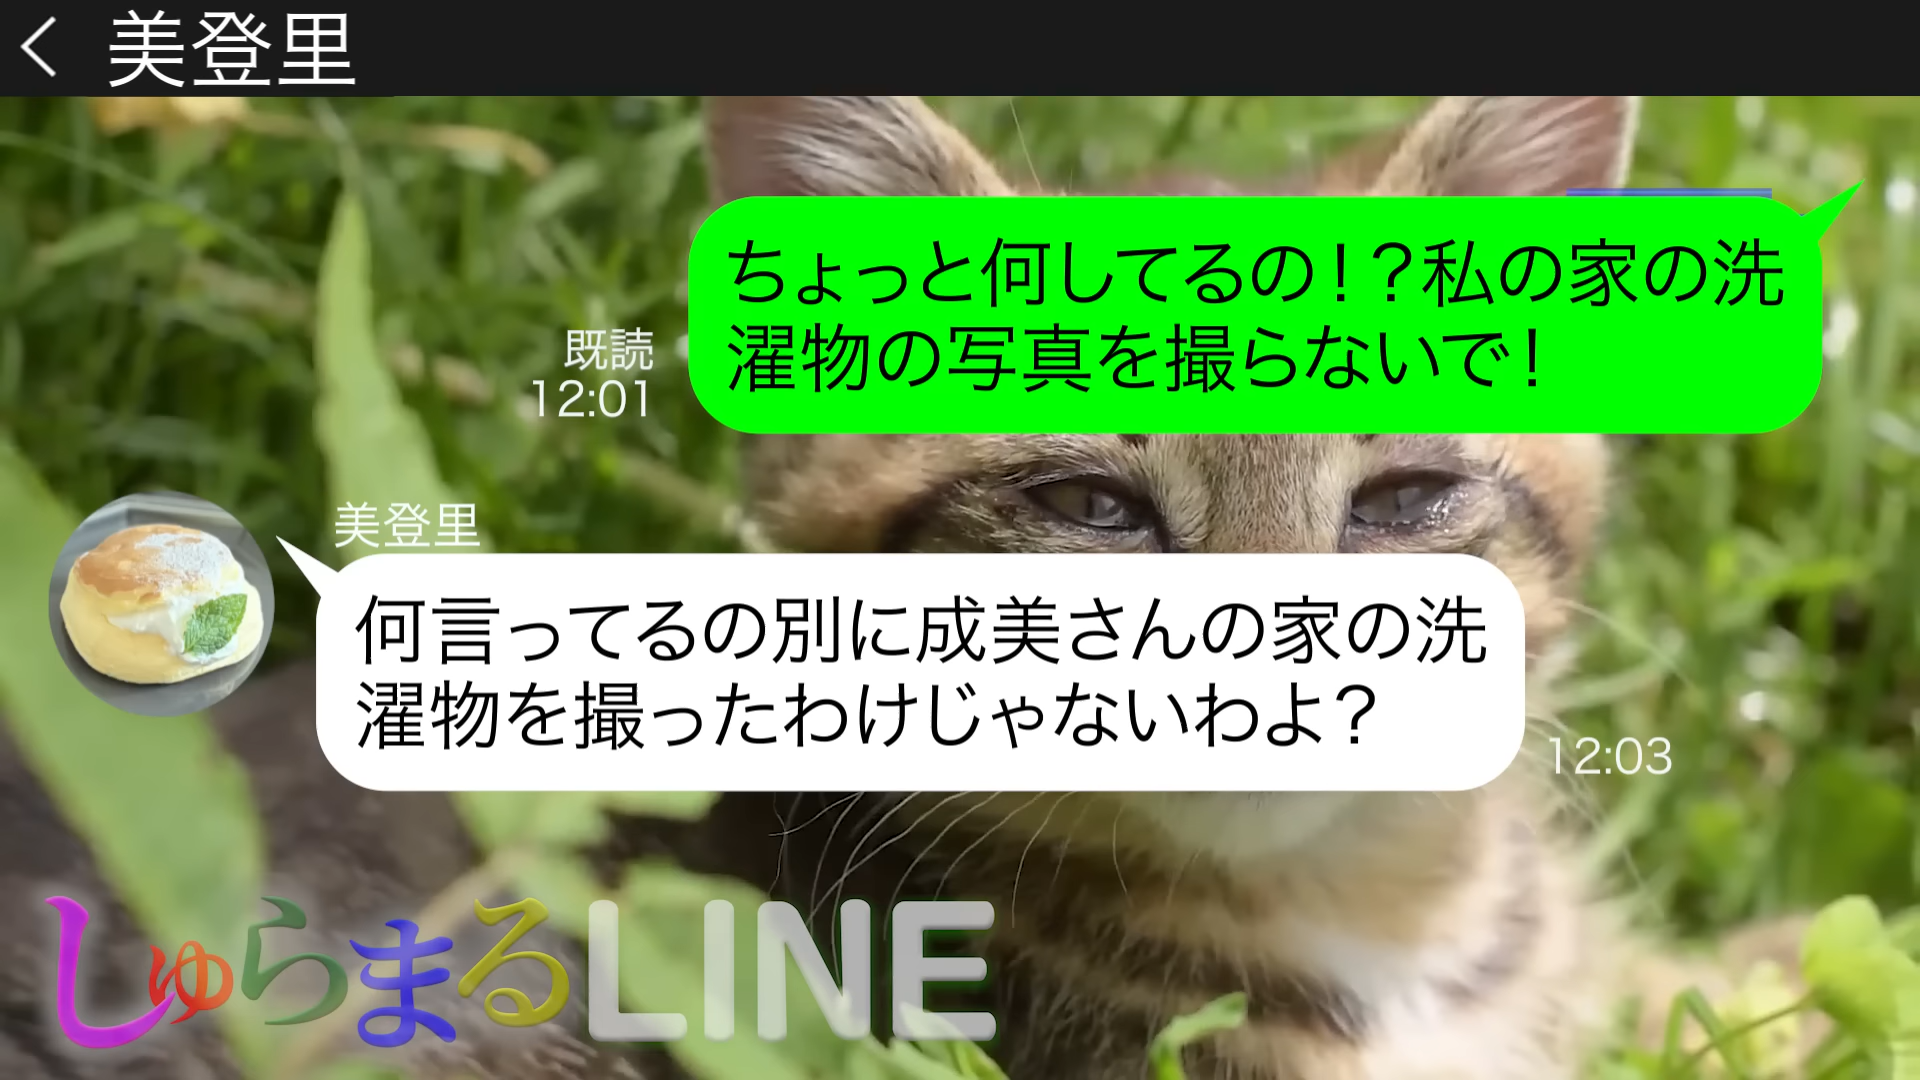 美登里
ちょっと何してるの！？私の家の洗
濯物の写真を撮らないで！
既読
12:01
美登里
何言ってるの別に成美さんの家の洗
濯物を撮ったわけじゃないわよ？
12:03
しゅらまるLINE